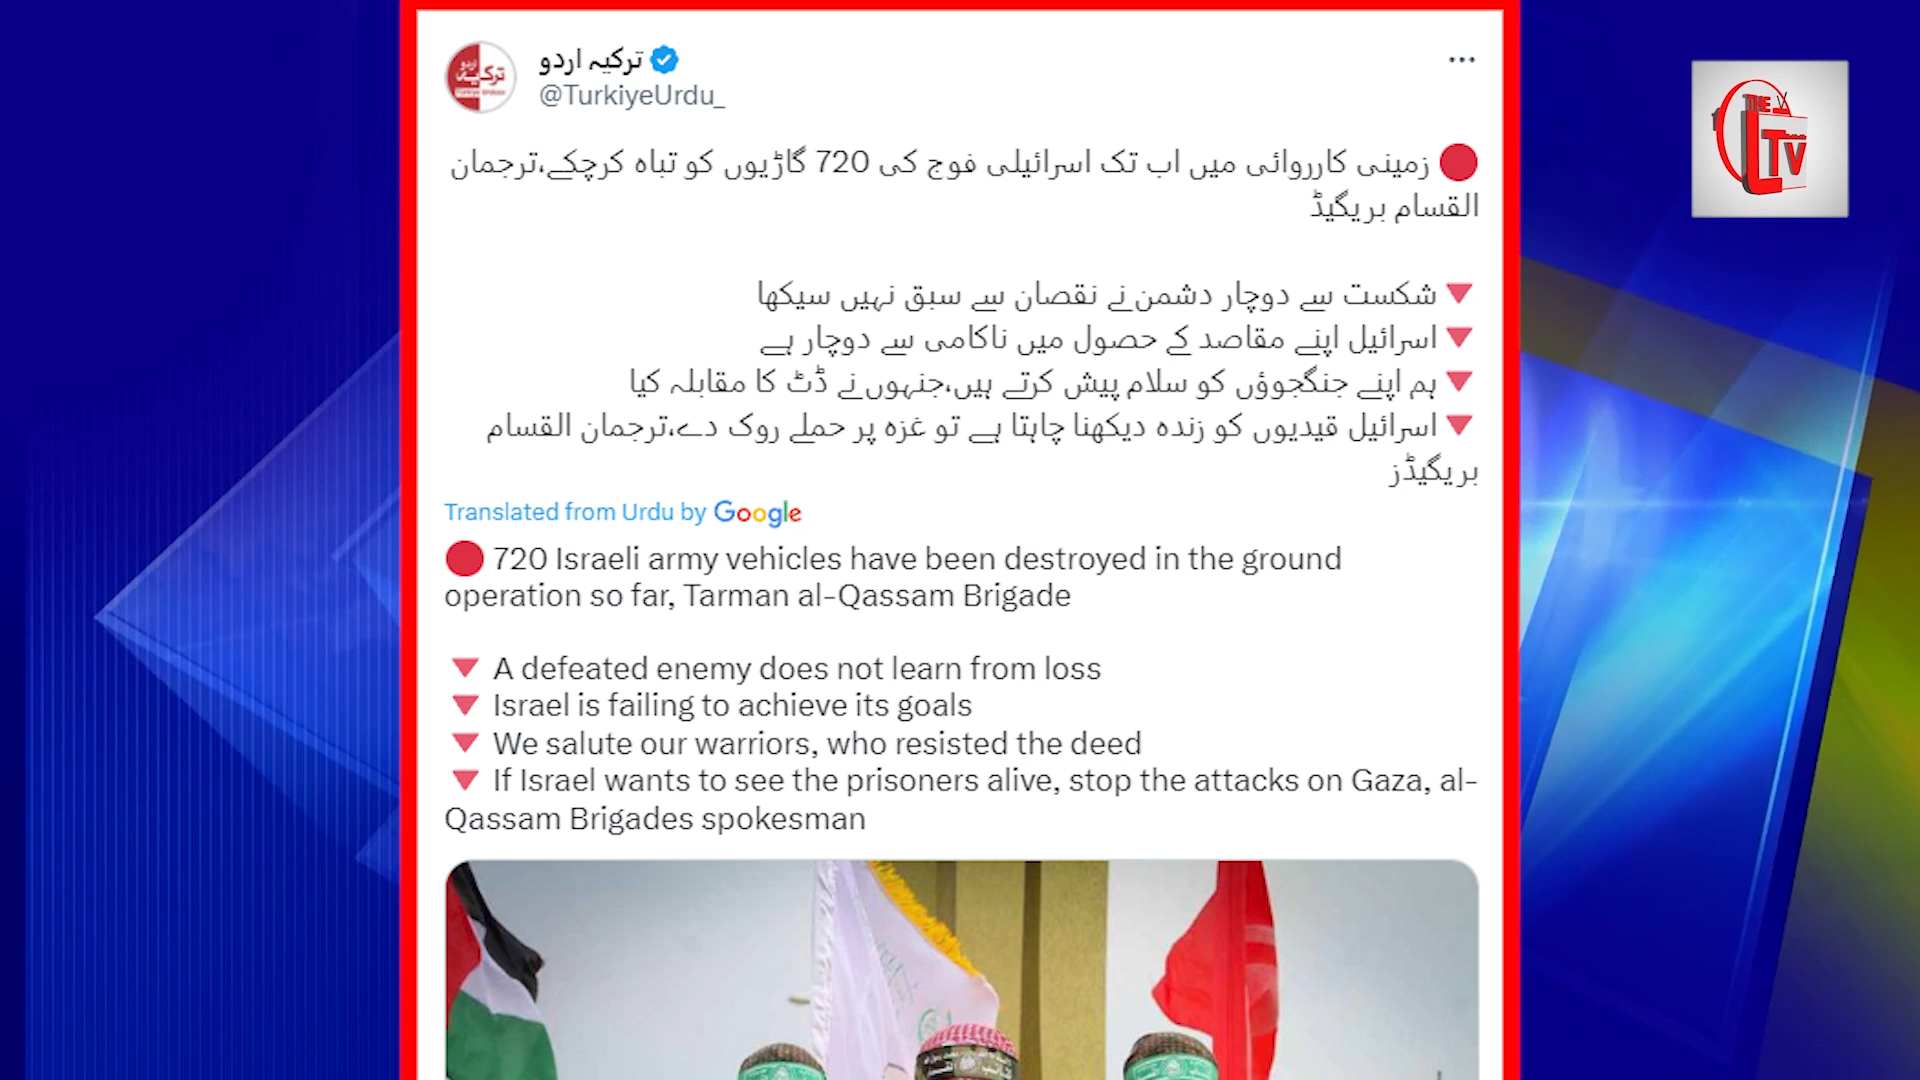 ترکیہ اردو
@TurkiyeUrdu_
THE TV
LTV
زمینی کارروائی میں اب تک اسرائیلی فوج کی 720 گاڑیوں کو تباہ کرچکے،ترجمان
القسام بریگیڈ
شکست سے دوچار دشمن نے نقصان سے سبق نہیں سیکھا
اسرائیل اپنے مقاصد کے حصول میں ناکامی سے دوچار ہے
ہم اپنے جنگجوؤں کو سلام پیش کرتے ہیں،جنہوں نے ڈٹ کا مقابلہ کیا
اسرائیل قیدیوں کو زندہ دیکھنا چاہتا ہے تو غزہ پر حملے روک دے،ترجمان القسام
بریگیڈز
Translated from Urdu by Google
720 Israeli army vehicles have been destroyed in the ground
operation so far, Tarman al-Qassam Brigade
A defeated enemy does not learn from loss
Israel is failing to achieve its goals
We salute our warriors, who resisted the deed
If Israel wants to see the prisoners alive, stop the attacks on Gaza, al-
Qassam Brigades spokesman